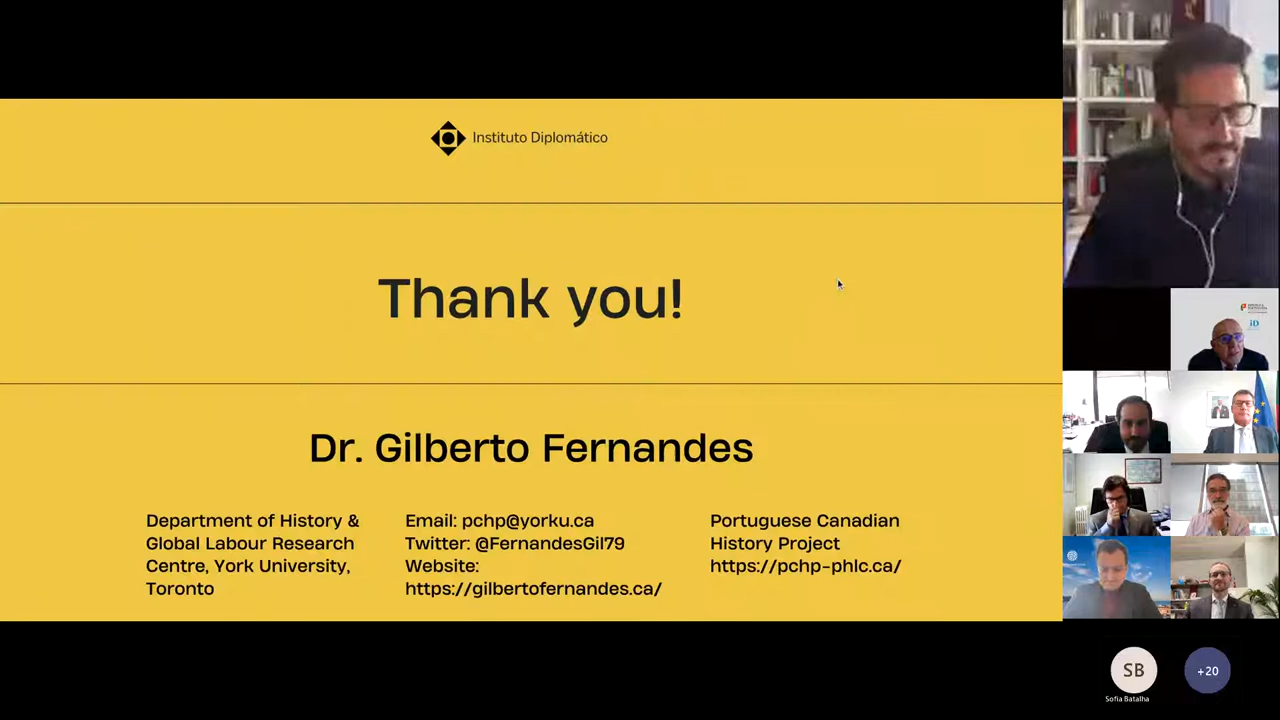 Instituto Diplomático
Thank you!
Dr. Gilberto Fernandes
Department of History &
Global Labour Research
Centre, York University,
Toronto
Email: pchp@yorku.ca
Twitter: @FernandesGil79
Website:
https://gilbertofernandes.ca/
Portuguese Canadian
History Project
https://pchp-phlc.ca/
iD
SB
+20
Sofia Batalha